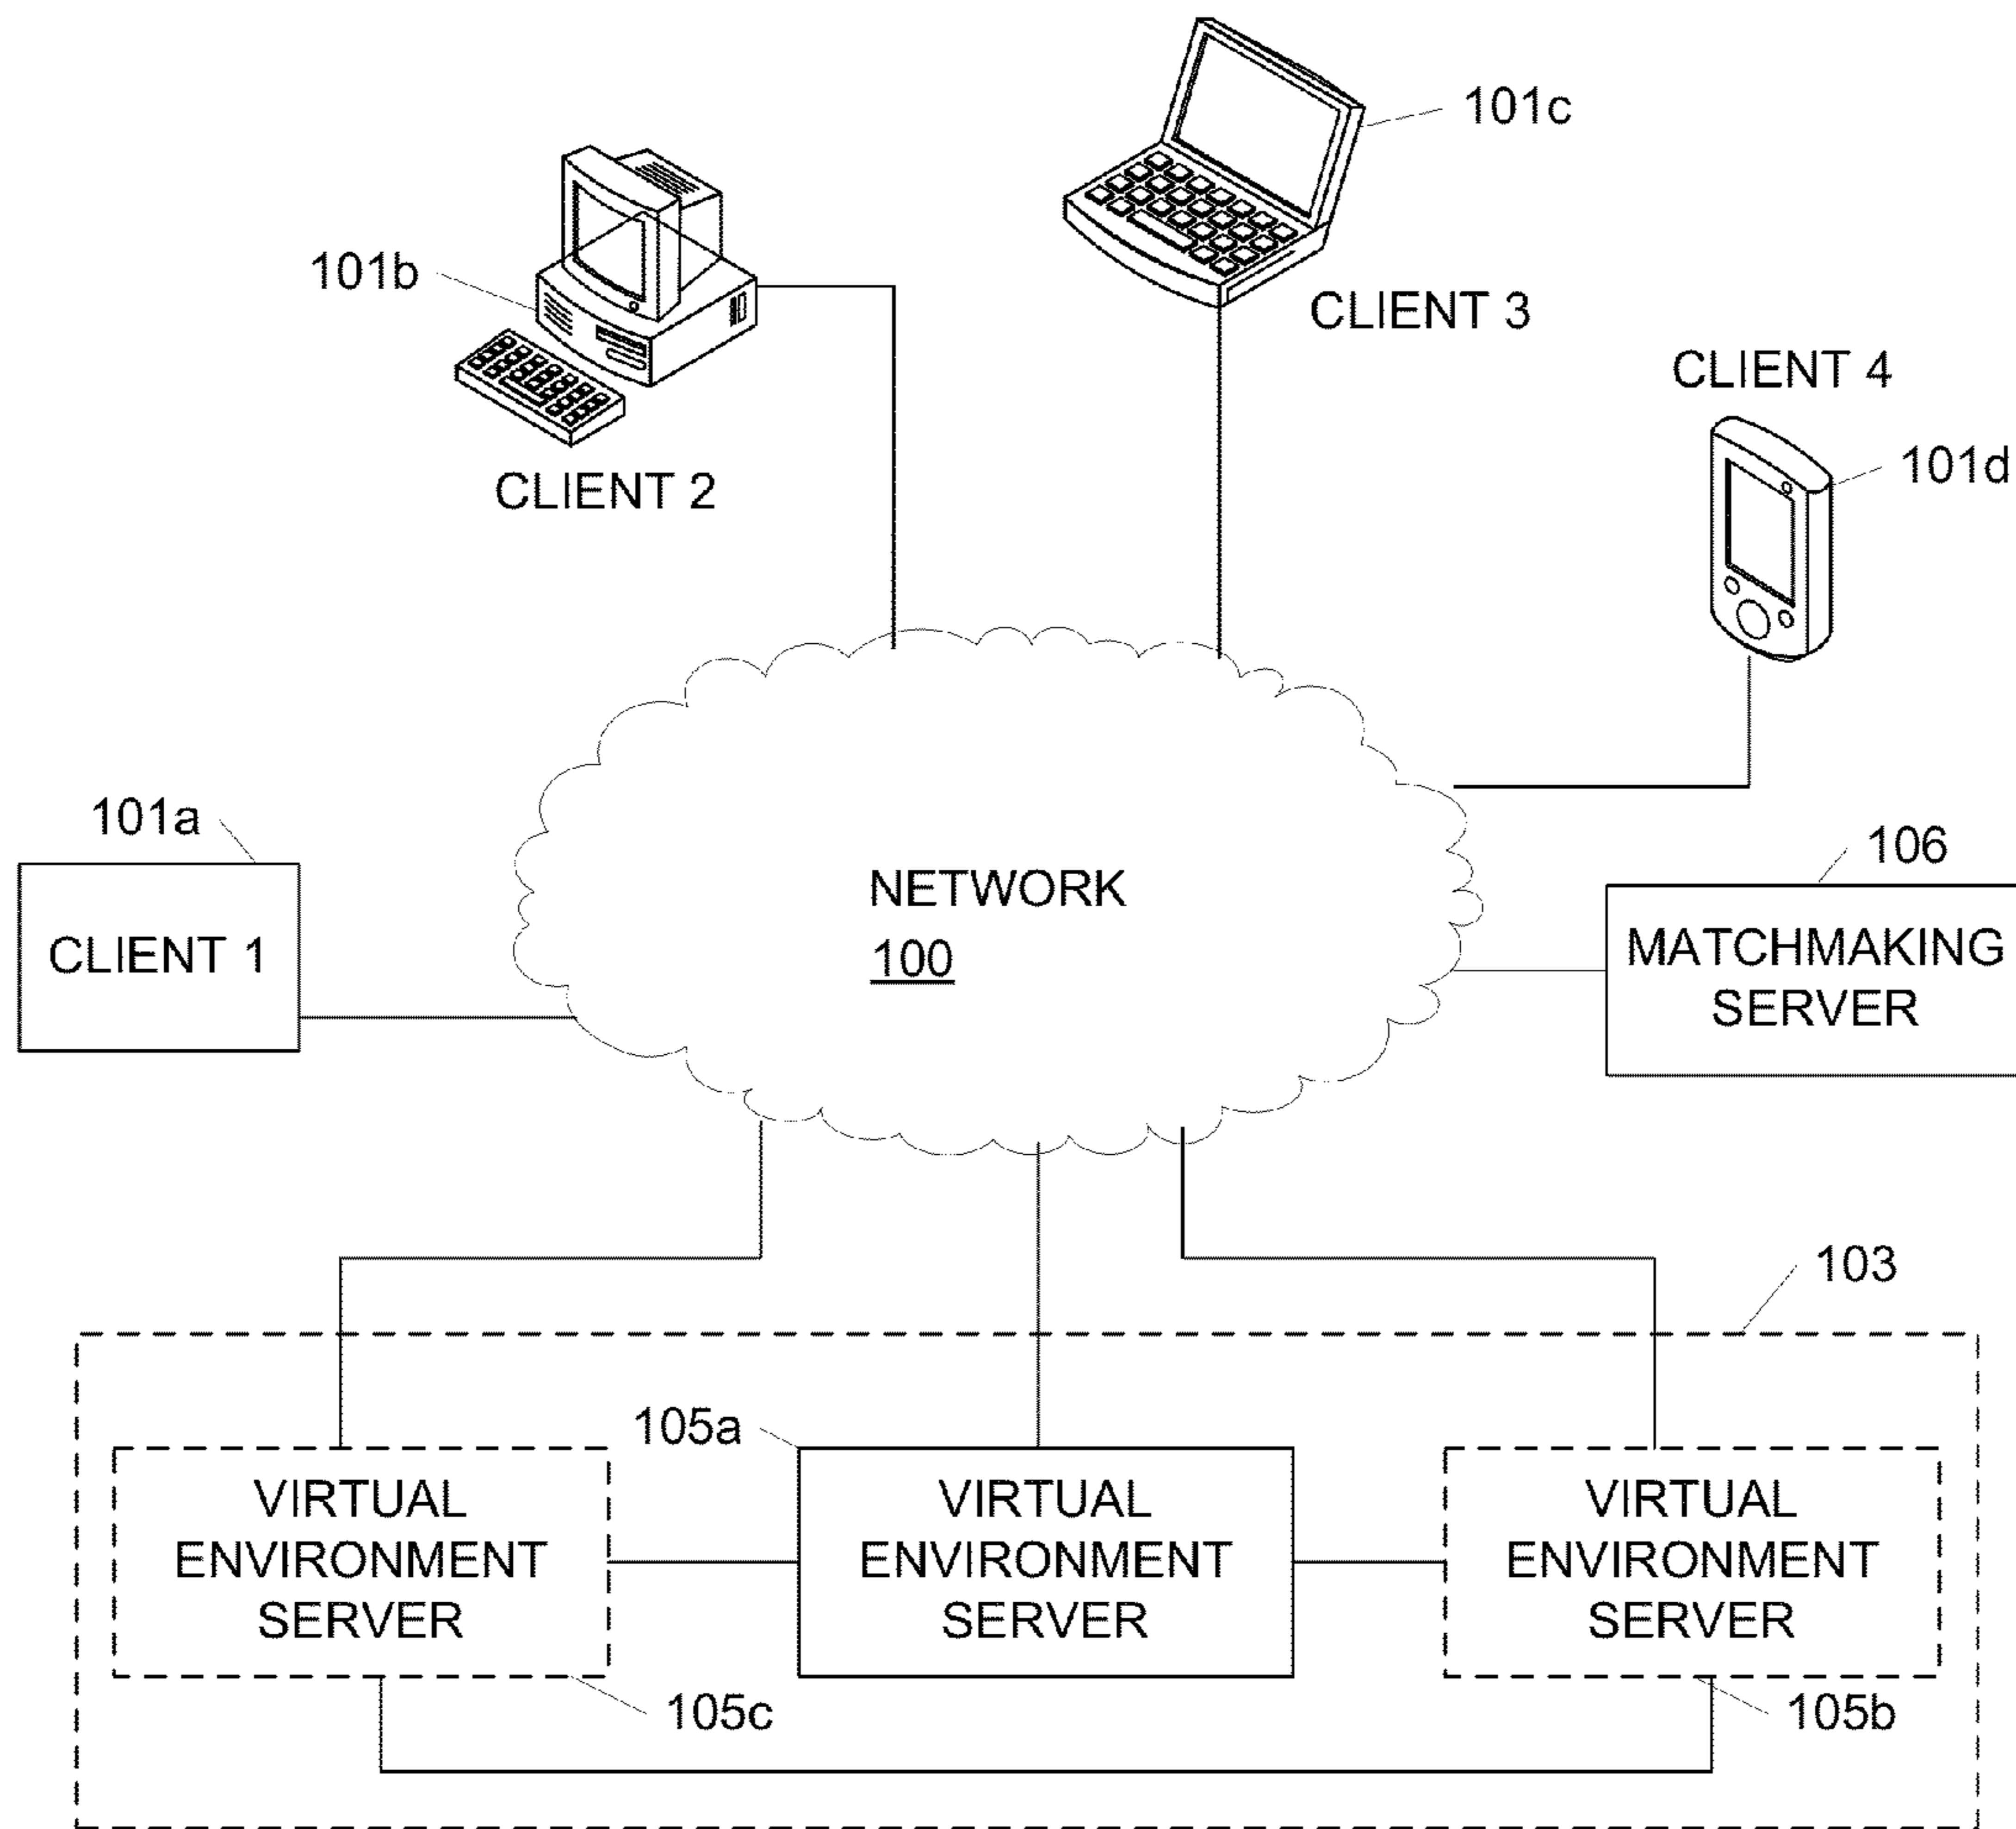 101c
101b
CLIENT 3
CLIENT 4
101d
CLIENT 2
101a
106
NETWORK
100
CLIENT 1
MATCHMAKING
SERVER
103
105a
VIRTUAL
ENVIRONMENT
SERVER
VIRTUAL
ENVIRONMENT
SERVER
VIRTUAL
ENVIRONMENT
SERVER
105c
105b